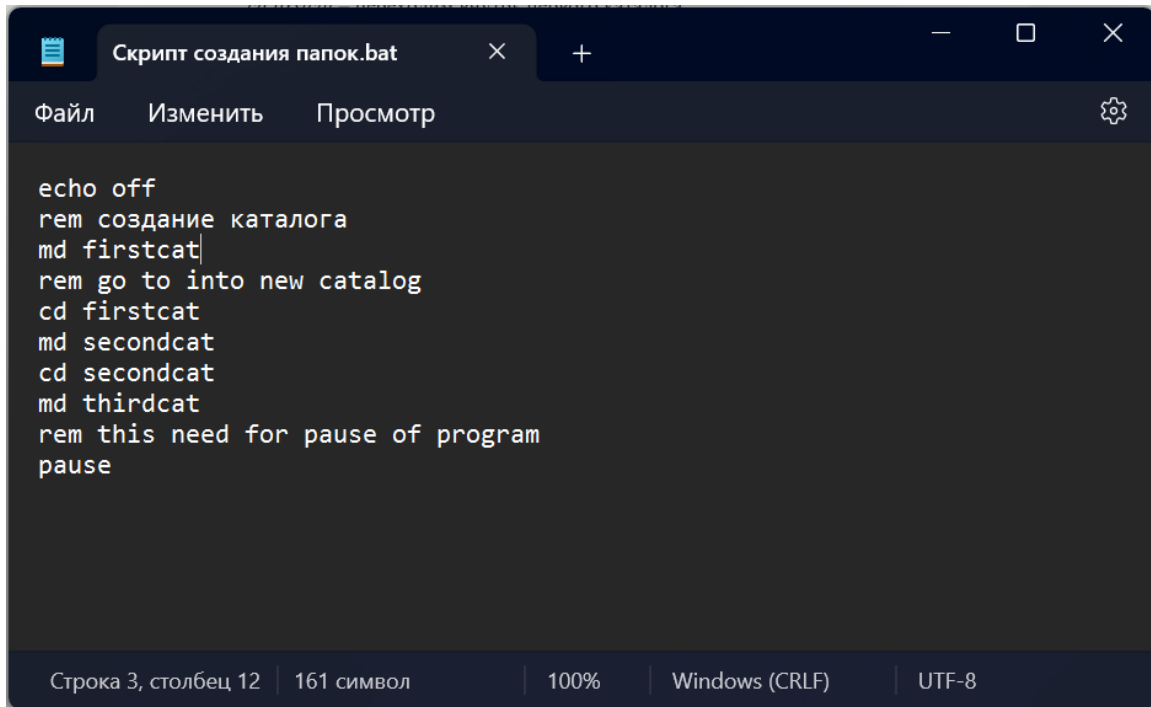 Скрипт создания папок.bat
Файл Изменить Просмотр
echo off
rem создание каталога
md firstcat
rem go to into new catalog
cd firstcat
md secondcat
cd secondcat
md thirdcat
rem this need for pause of program
pause
Строка 3, столбец 12 161 символ 100% Windows (CRLF) UTF-8